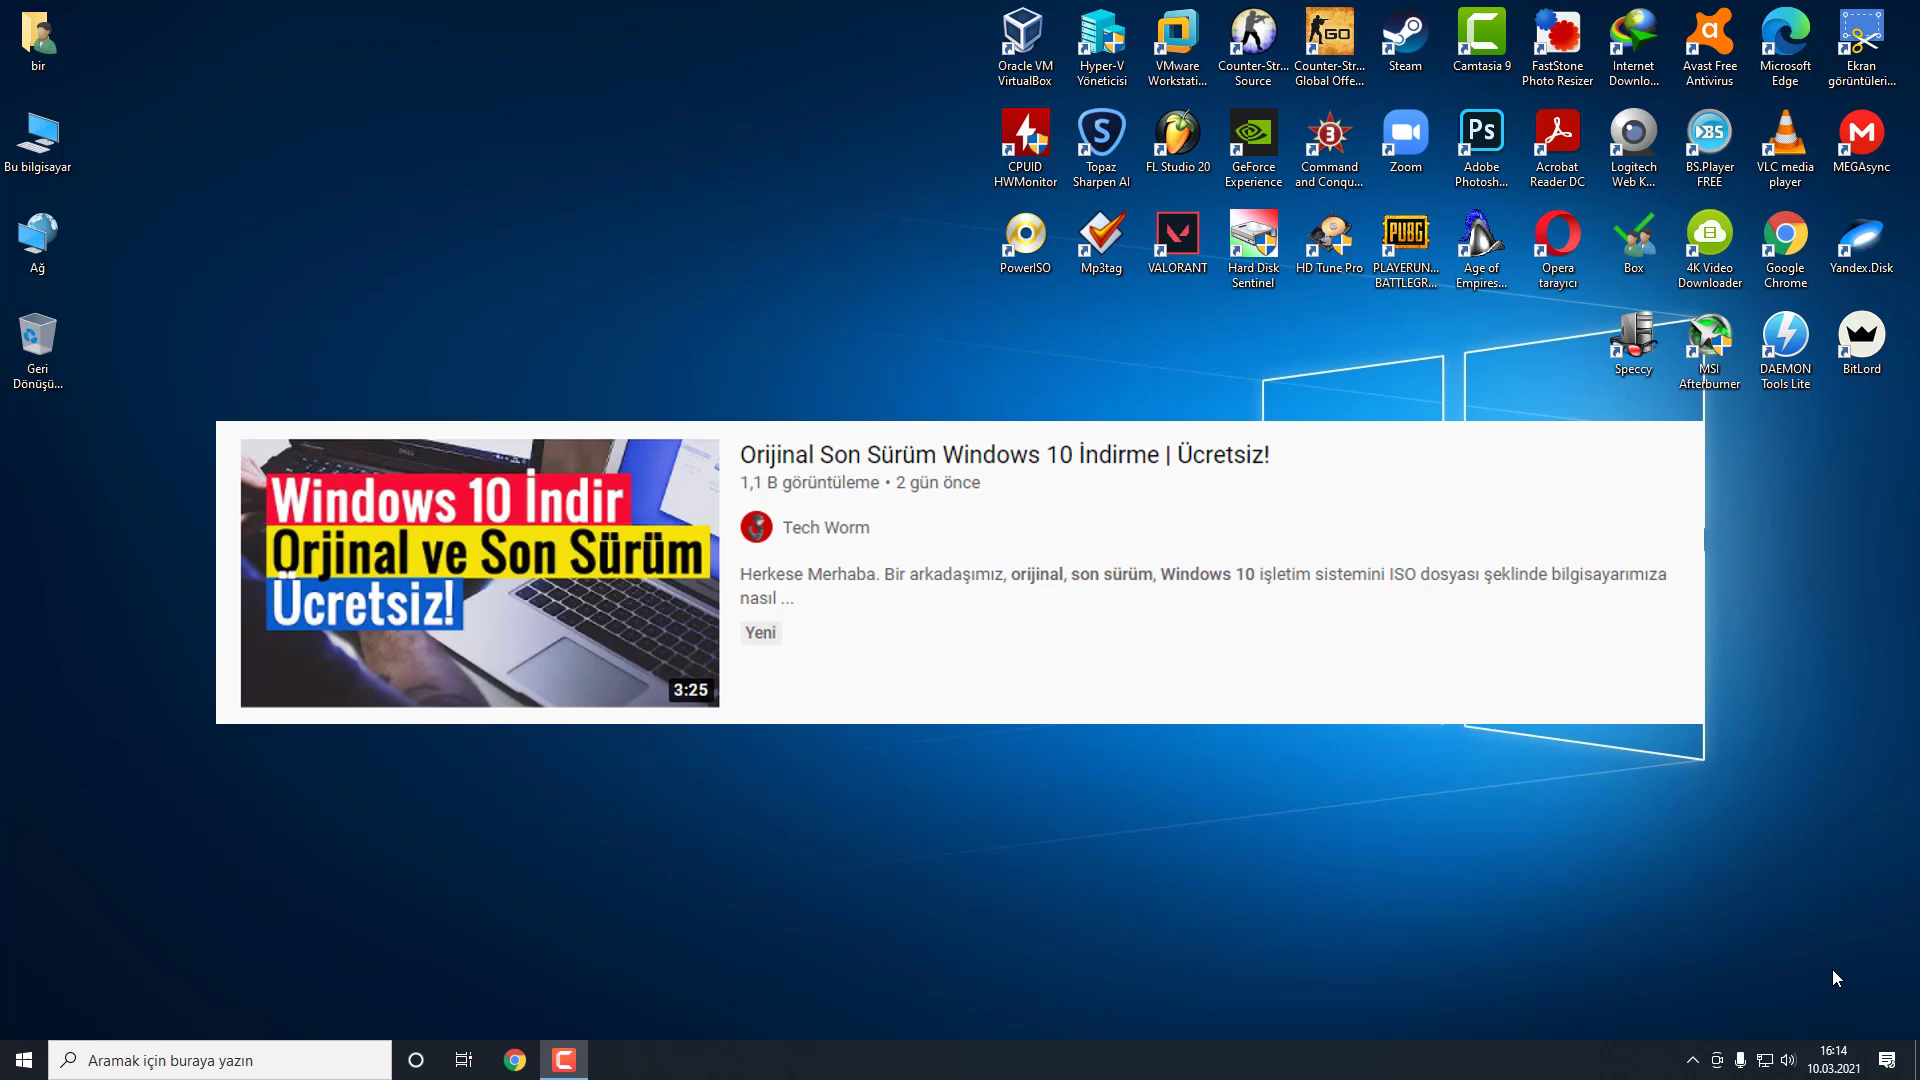 bir
Bu bilgisayar
Ağ
Geri
Dönüşü...
Oracle VM
VirtualBox
Hyper-V
Yöneticisi
VMware
Workstati...
Counter-Str...
Source
GO
Counter-Str...
Global Offe...
Steam
Camtasia 9
FastStone
Photo Resizer
Internet
Downlo...
Avast Free
Antivirus
Microsoft
Edge
Ekran
görüntüleri...
CPUID
HWMonitor
Topaz
Sharpen AI
FL Studio 20
GeForce
Experience
3
Command
and Conqu...
Zoom
Ps
Adobe
Photosh...
Acrobat
Reader DC
Logitech
Web K...
BS
BS.Player
FREE
VLC media
player
MEGAsync
PowerISO
Mp3tag
VALORANT
Hard Disk
Sentinel
HD Tune Pro
PUBG
PLAYERUN...
BATTLEGR...
Age of
Empires...
Opera
tarayıcı
Box
4K Video
Downloader
Google
Chrome
Yandex.Disk
Speccy
MSI
Afterburner
DAEMON
Tools Lite
BitLord
Windows 10 İndir
Orjinal ve Son Sürüm
Ücretsiz!
3:25
Orijinal Son Sürüm Windows 10 İndirme | Ücretsiz!
1,1 B görüntüleme • 2 gün önce
Tech Worm
Herkese Merhaba. Bir arkadaşımız, orijinal, son sürüm, Windows 10 işletim sistemini ISO dosyası şeklinde bilgisayarımıza
nasıl ...
Yeni
Aramak için buraya yazın
16:14
10.03.2021